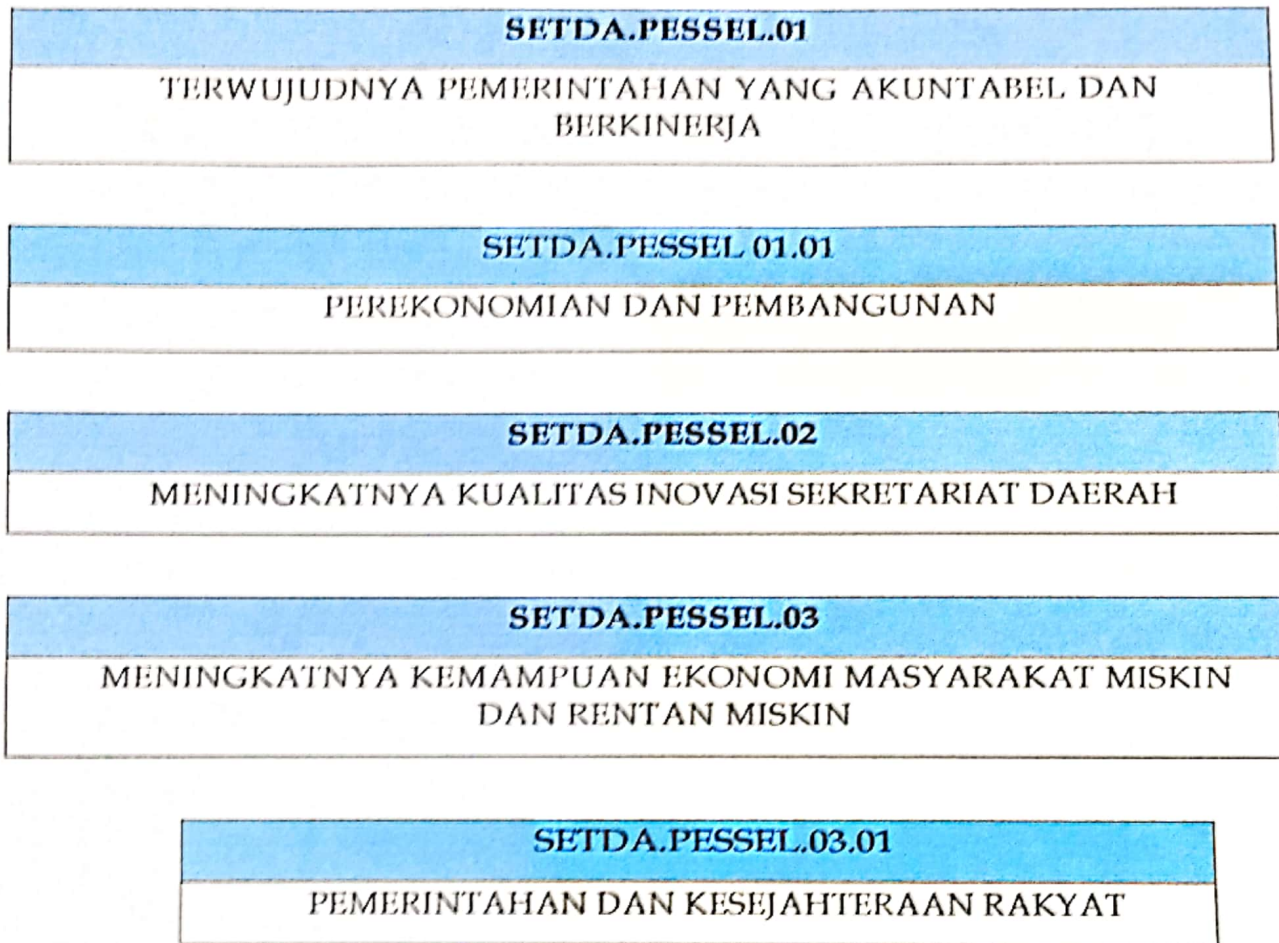 SETDA.PESSEL.01
TERWUJUDNYA PEMERINTAHAN YANG AKUNTABEL DAN
BERKINERJA
SETDA.PESSEL 01.01
PEREKONOMIAN DAN PEMBANGUNAN
SETDA.PESSEL.02
MENINGKATNYA KUALITAS INOVASI SEKRETARIAT DAERAH
SETDA.PESSEL.03
MENINGKATNYA KEMAMPUAN EKONOMI MASYARAKAT MISKIN
DAN RENTAN MISKIN
SETDA.PESSEL.03.01
PEMERINTAHAN DAN KESEJAHTERAAN RAKYAT